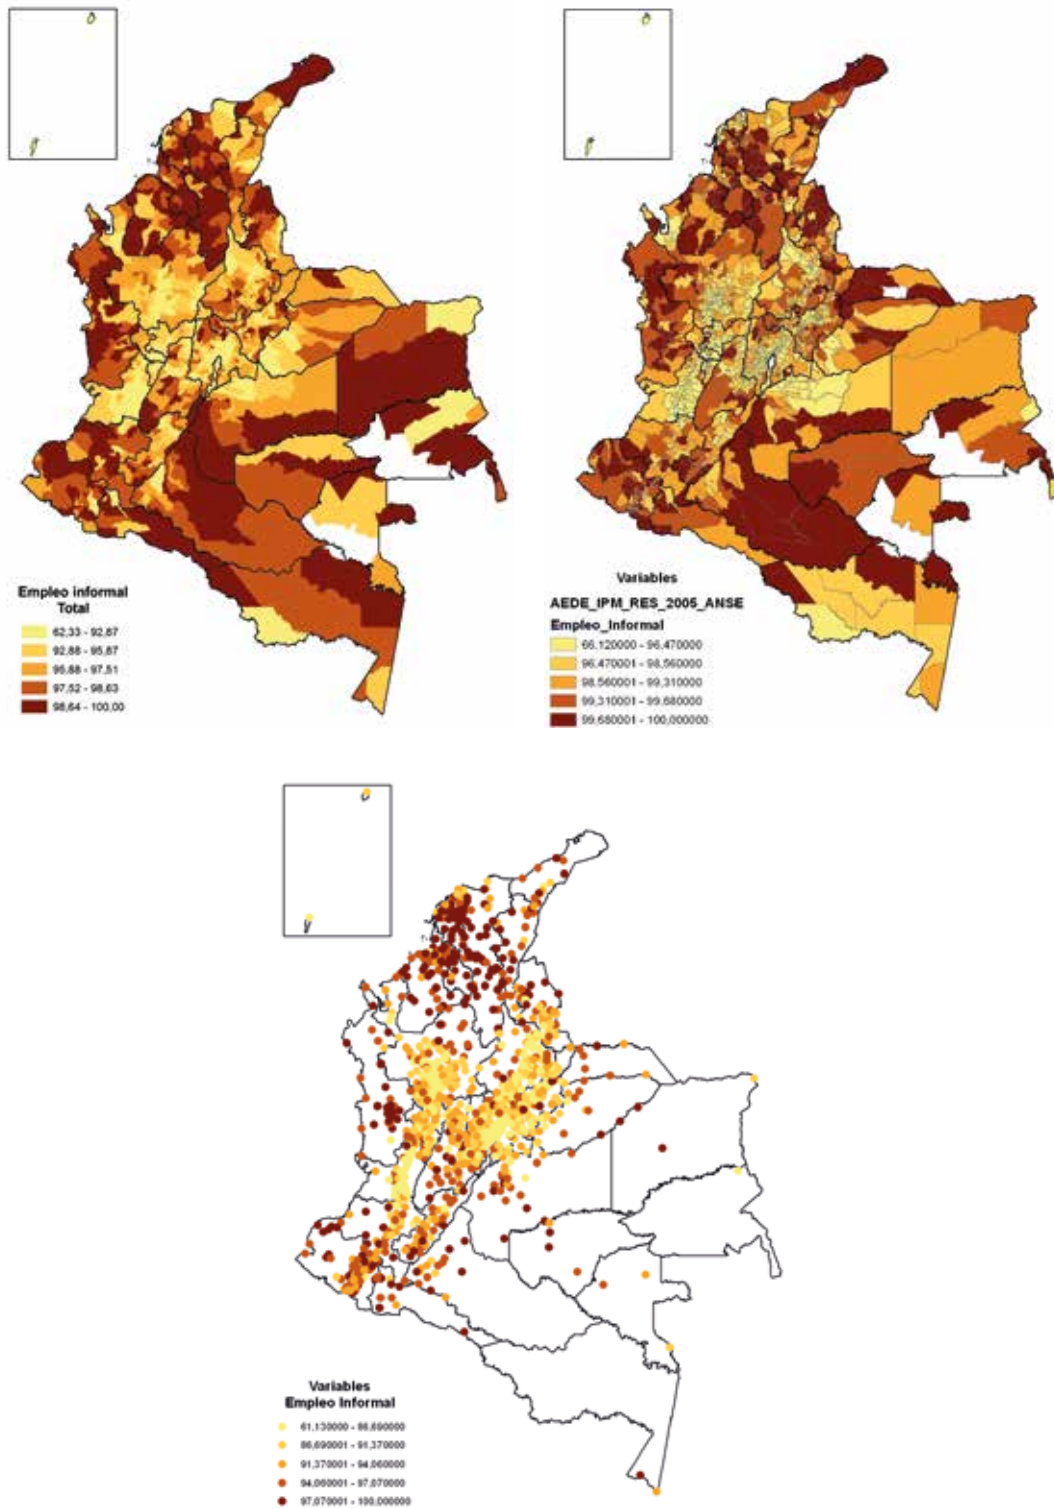 Empleo informal
Total
62,33 - 92,87
92,88 - 95,87
95,88 - 97,51
97,52 - 98,63
98,64 - 100,00
Variables
AEDE_IPM_RES_2005_ANSE
Empleo_Informal
66,120000 - 96,470000
96,470001 - 98,560000
98,560001 - 99,310000
99,310001 - 99,680000
99,680001 - 100,000000
Variables
Empleo Informal
61,130000 - 86,690000
86,690001 - 91,370000
91,370001 - 94,060000
94,060001 - 97,070000
97,070001 - 100,000000